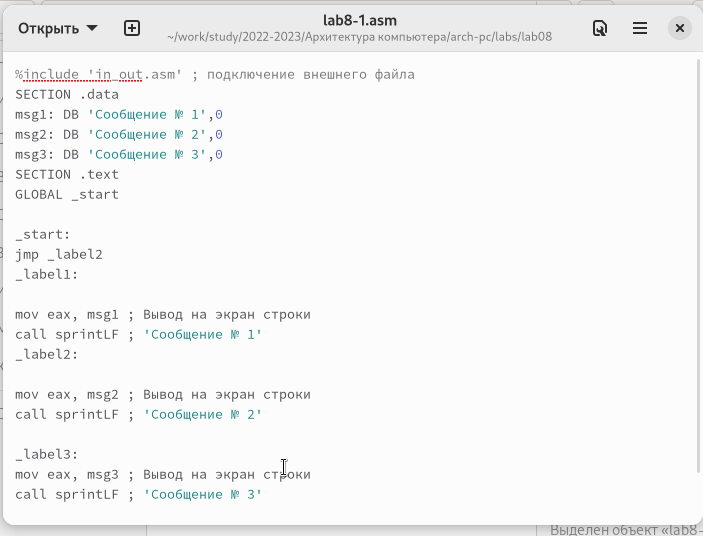 Открыть
lab8-1.asm
~/work/study/2022-2023/Архитектура компьютера/arch-pc/labs/lab08
%include 'in_out.asm' ; подключение внешнего файла
SECTION .data
msg1: DB 'Сообщение № 1',0
msg2: DB 'Сообщение № 2',0
msg3: DB 'Сообщение № 3',0
SECTION .text
GLOBAL _start
_start:
jmp _label2
_label1:
mov eax, msg1 ; Вывод на экран строки
call sprintLF ; 'Сообщение № 1'
_label2:
mov eax, msg2 ; Вывод на экран строки
call sprintLF ; 'Сообщение № 2'
_label3:
mov eax, msg3 ; Вывод на экран строки
call sprintLF ; 'Сообщение № 3'
Выделен объект «lab8-